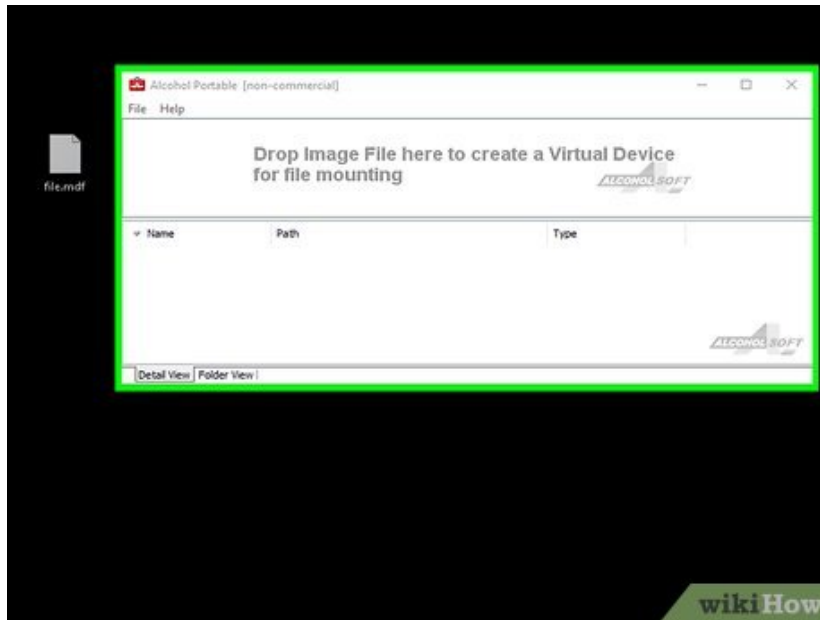 Alcohol Portable [non-commercial]
File Help
Drop Image File here to create a Virtual Device
for file mounting
ALCOHOL SOFT
file.mdf
Name Path Type
ALCOHOL SOFT
Detail View Folder View
wikiHow